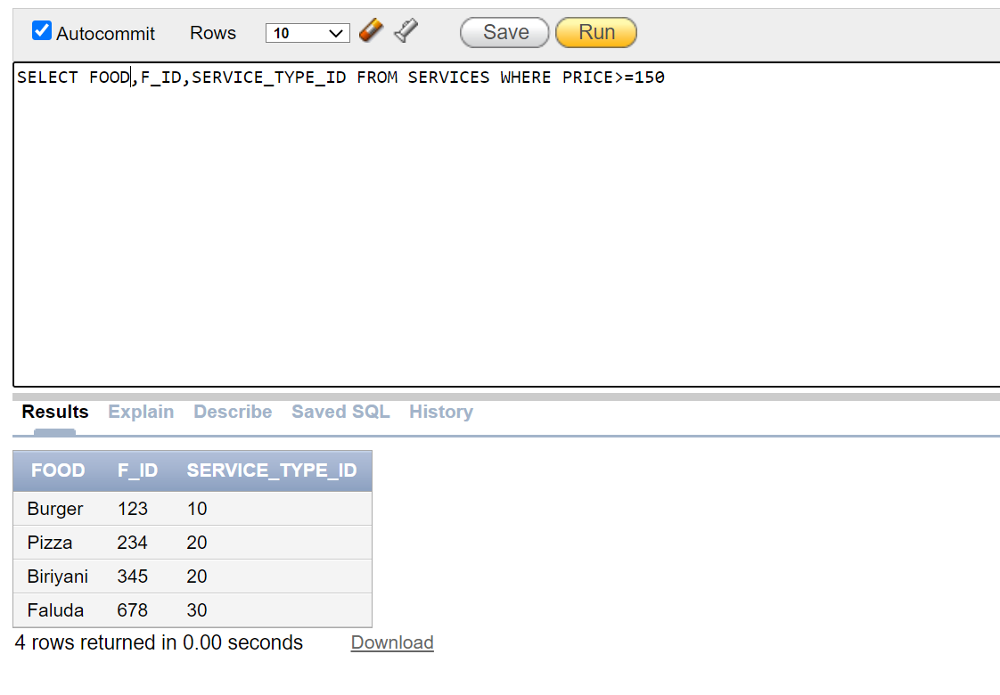 Autocommit Rows 10 Save Run
SELECT FOOD,F_ID,SERVICE_TYPE_ID FROM SERVICES WHERE PRICE>=150
Results Explain Describe Saved SQL History
FOOD F_ID SERVICE_TYPE_ID
Burger 123 10
Pizza 234 20
Biriyani 345 20
Faluda 678 30
4 rows returned in 0.00 seconds Download